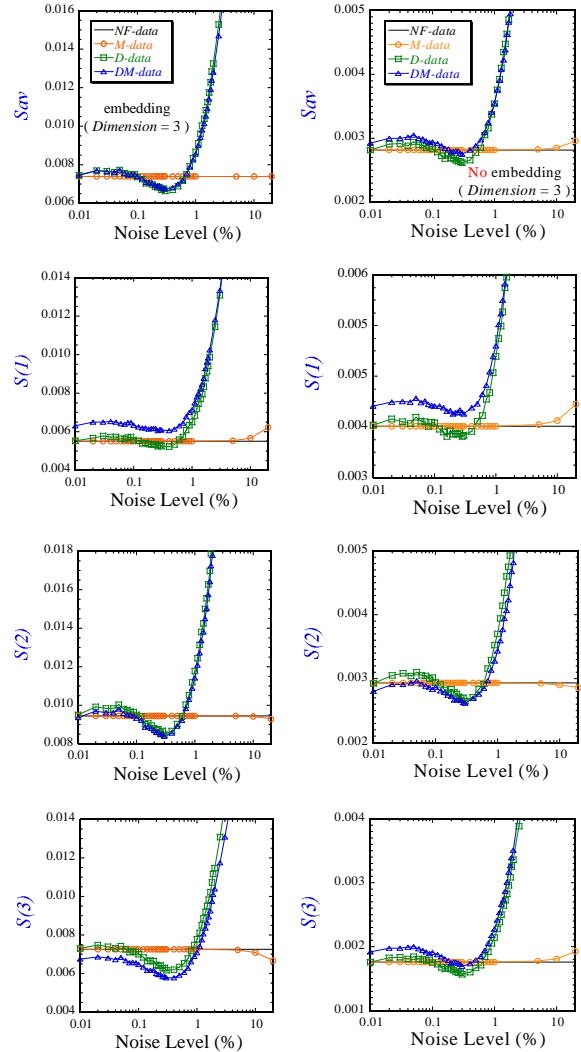 0.016
0.014
0.012
0.010
0.008
0.006
Sav
NF-data
M-data
D-data
DM-data
embedding
( Dimension = 3 )
0.01 0.1 1 10
Noise Level (%)
0.005
0.004
0.003
0.002
Sav
NF-data
M-data
D-data
DM-data
No embedding
( Dimension = 3 )
0.01 0.1 1 10
Noise Level (%)
0.014
0.012
0.010
0.008
0.006
0.004
S(1)
0.01 0.1 1 10
Noise Level (%)
0.006
0.005
0.004
0.004
0.003
S(1)
0.01 0.1 1 10
Noise Level (%)
0.018
0.016
0.014
0.012
0.010
0.008
S(2)
0.01 0.1 1 10
Noise Level (%)
0.005
0.004
0.003
0.002
S(2)
0.01 0.1 1 10
Noise Level (%)
0.014
0.012
0.010
0.008
0.006
0.004
S(3)
0.01 0.1 1 10
Noise Level (%)
0.004
0.003
0.002
0.001
S(3)
0.01 0.1 1 10
Noise Level (%)